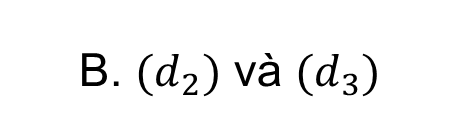 B. (𝑑₂) và (𝑑₃)